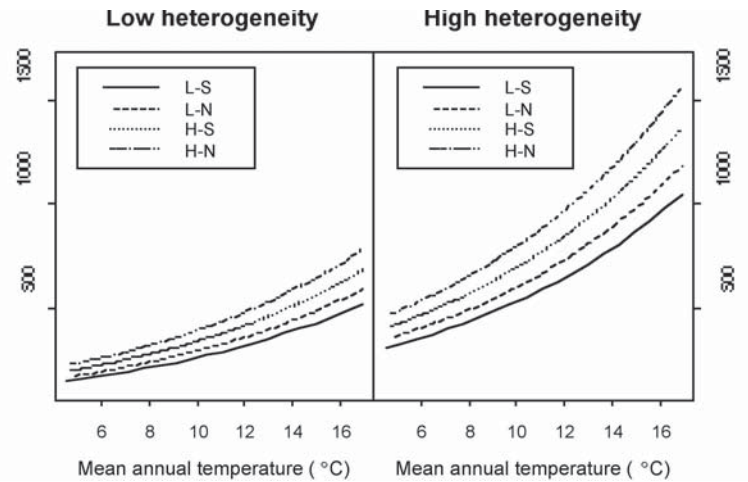 Low heterogeneity
High heterogeneity
1500
1000
500
L-S
L-N
H-S
H-N
L-S
L-N
H-S
H-N
1500
1000
500
6 8 10 12 14 16
6 8 10 12 14 16
Mean annual temperature ( °C)
Mean annual temperature ( °C)